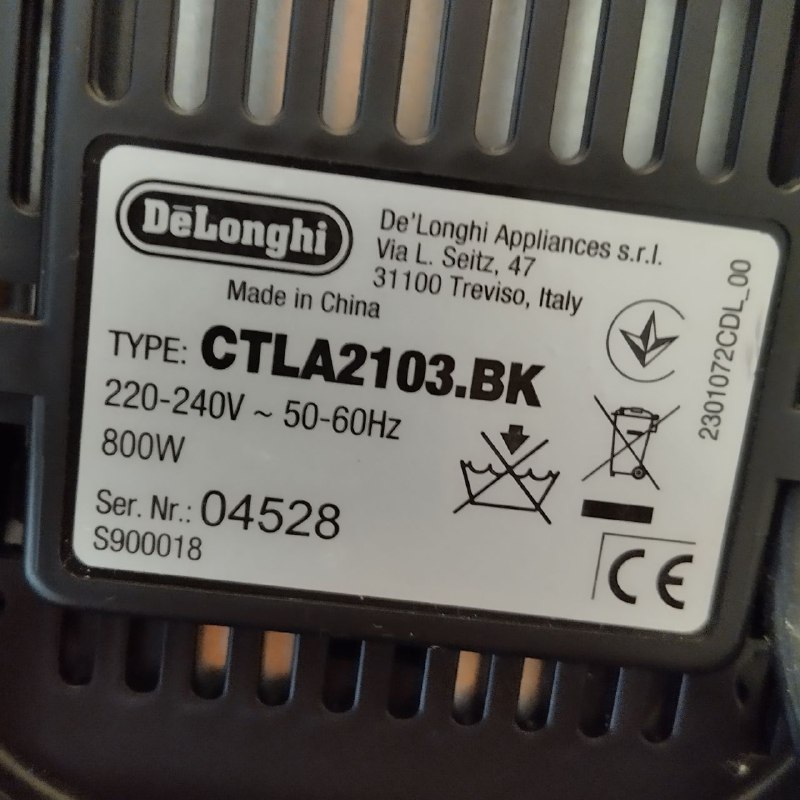 DeLonghi
De'Longhi Appliances s.r.l.
Via L. Seitz, 47
31100 Treviso, Italy
Made in China
TYPE: CTLA2103.BK
220-240V ~ 50-60Hz
800W
Ser. Nr.: 04528
S900018
2301072CDL_00
CE